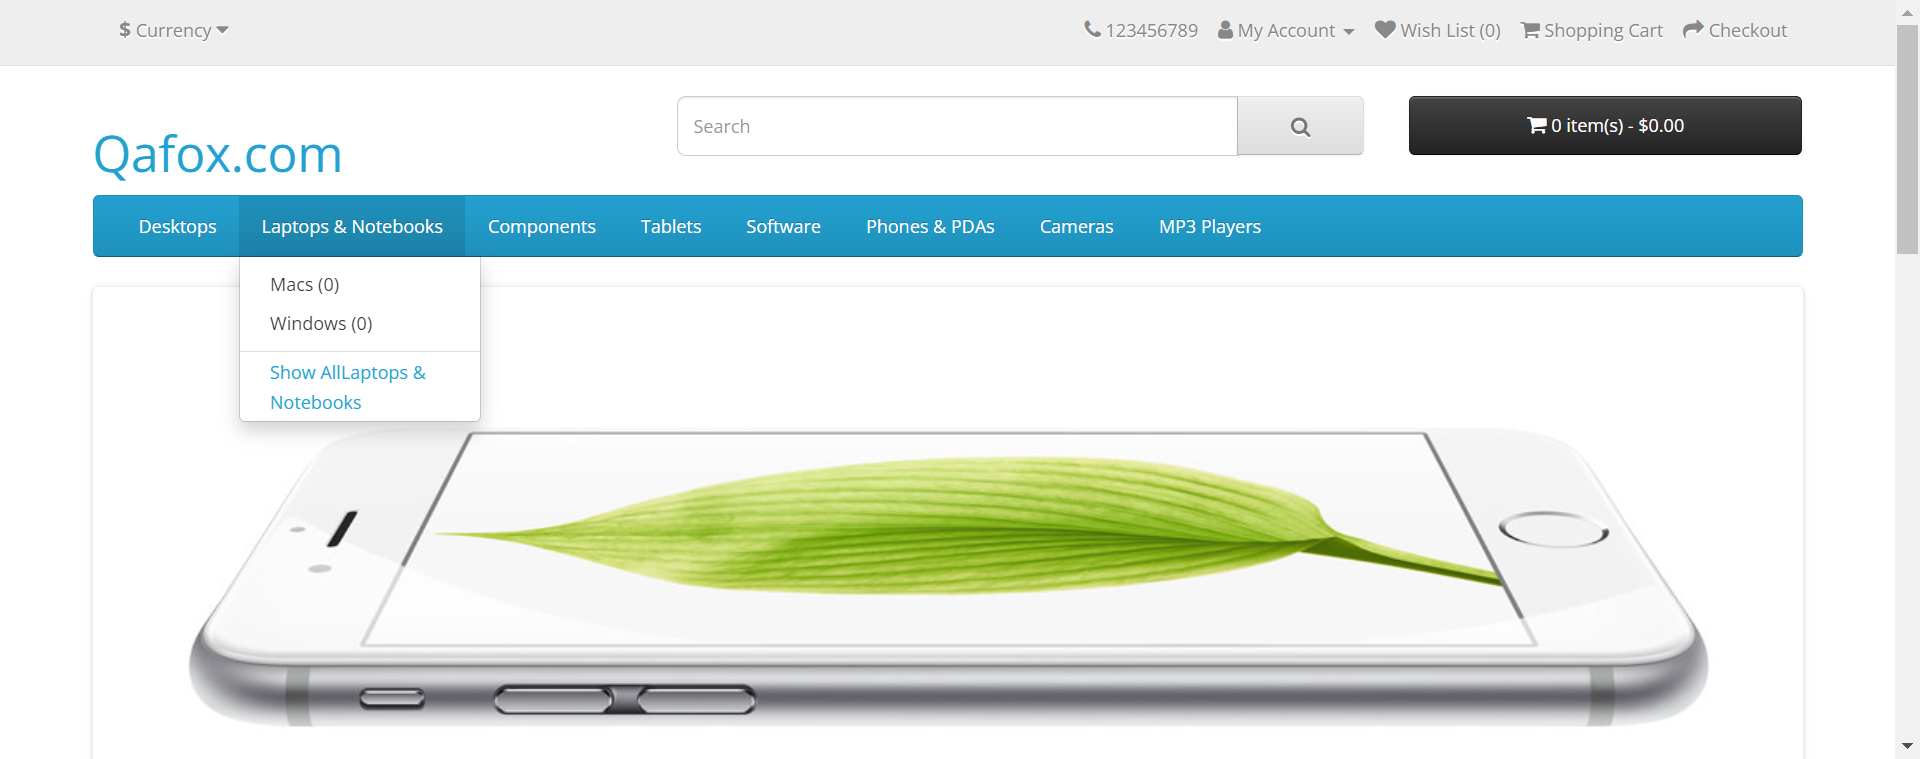 $ Currency
123456789 My Account Wish List (0) Shopping Cart Checkout
Search
0 item(s) - $0.00
Qafox.com
Desktops Laptops & Notebooks Components Tablets Software Phones & PDAs Cameras MP3 Players
Macs (0)
Windows (0)
Show AllLaptops &
Notebooks